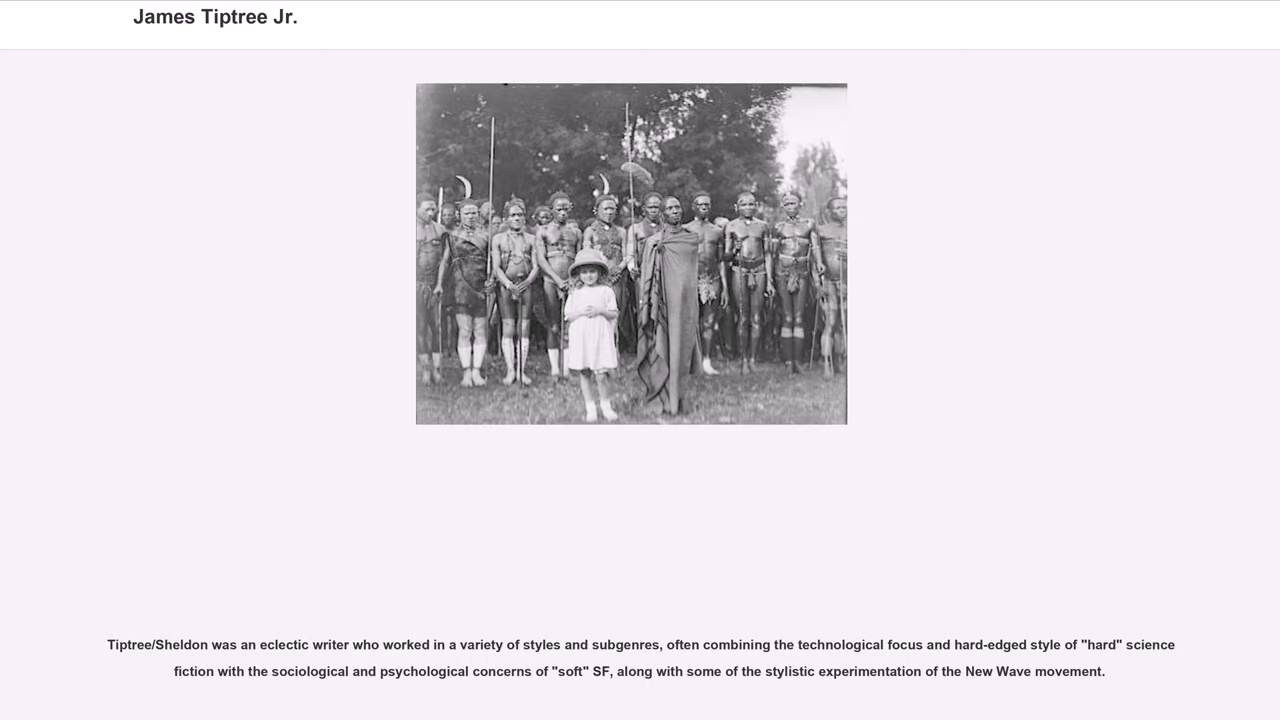 James Tiptree Jr.
Tiptree/Sheldon was an eclectic writer who worked in a variety of styles and subgenres, often combining the technological focus and hard-edged style of "hard" science
fiction with the sociological and psychological concerns of "soft" SF, along with some of the stylistic experimentation of the New Wave movement.